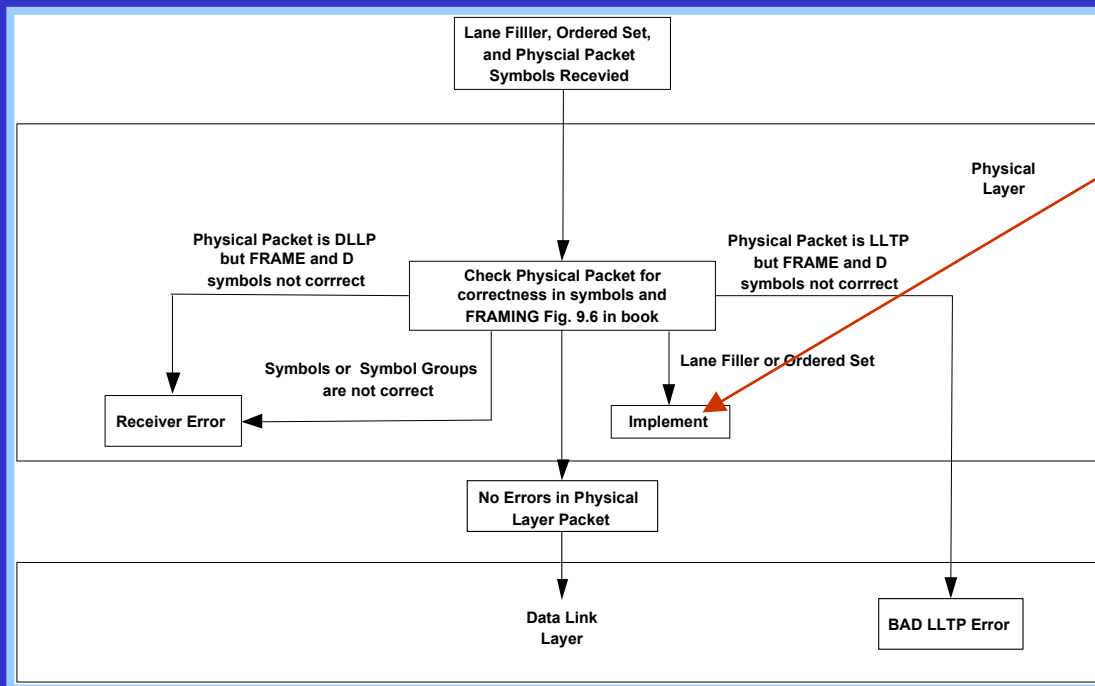 Lane Filller, Ordered Set,
and Physcial Packet
Symbols Recevied
Physical
Layer
Physical Packet is DLLP
but FRAME and D
symbols not corrrect
Physical Packet is LLTP
but FRAME and D
symbols not corrrect
Check Physical Packet for
correctness in symbols and
FRAMING Fig. 9.6 in book
Symbols or Symbol Groups
are not correct
Lane Filler or Ordered Set
Receiver Error
Implement
No Errors in Physical
Layer Packet
Data Link
Layer
BAD LLTP Error